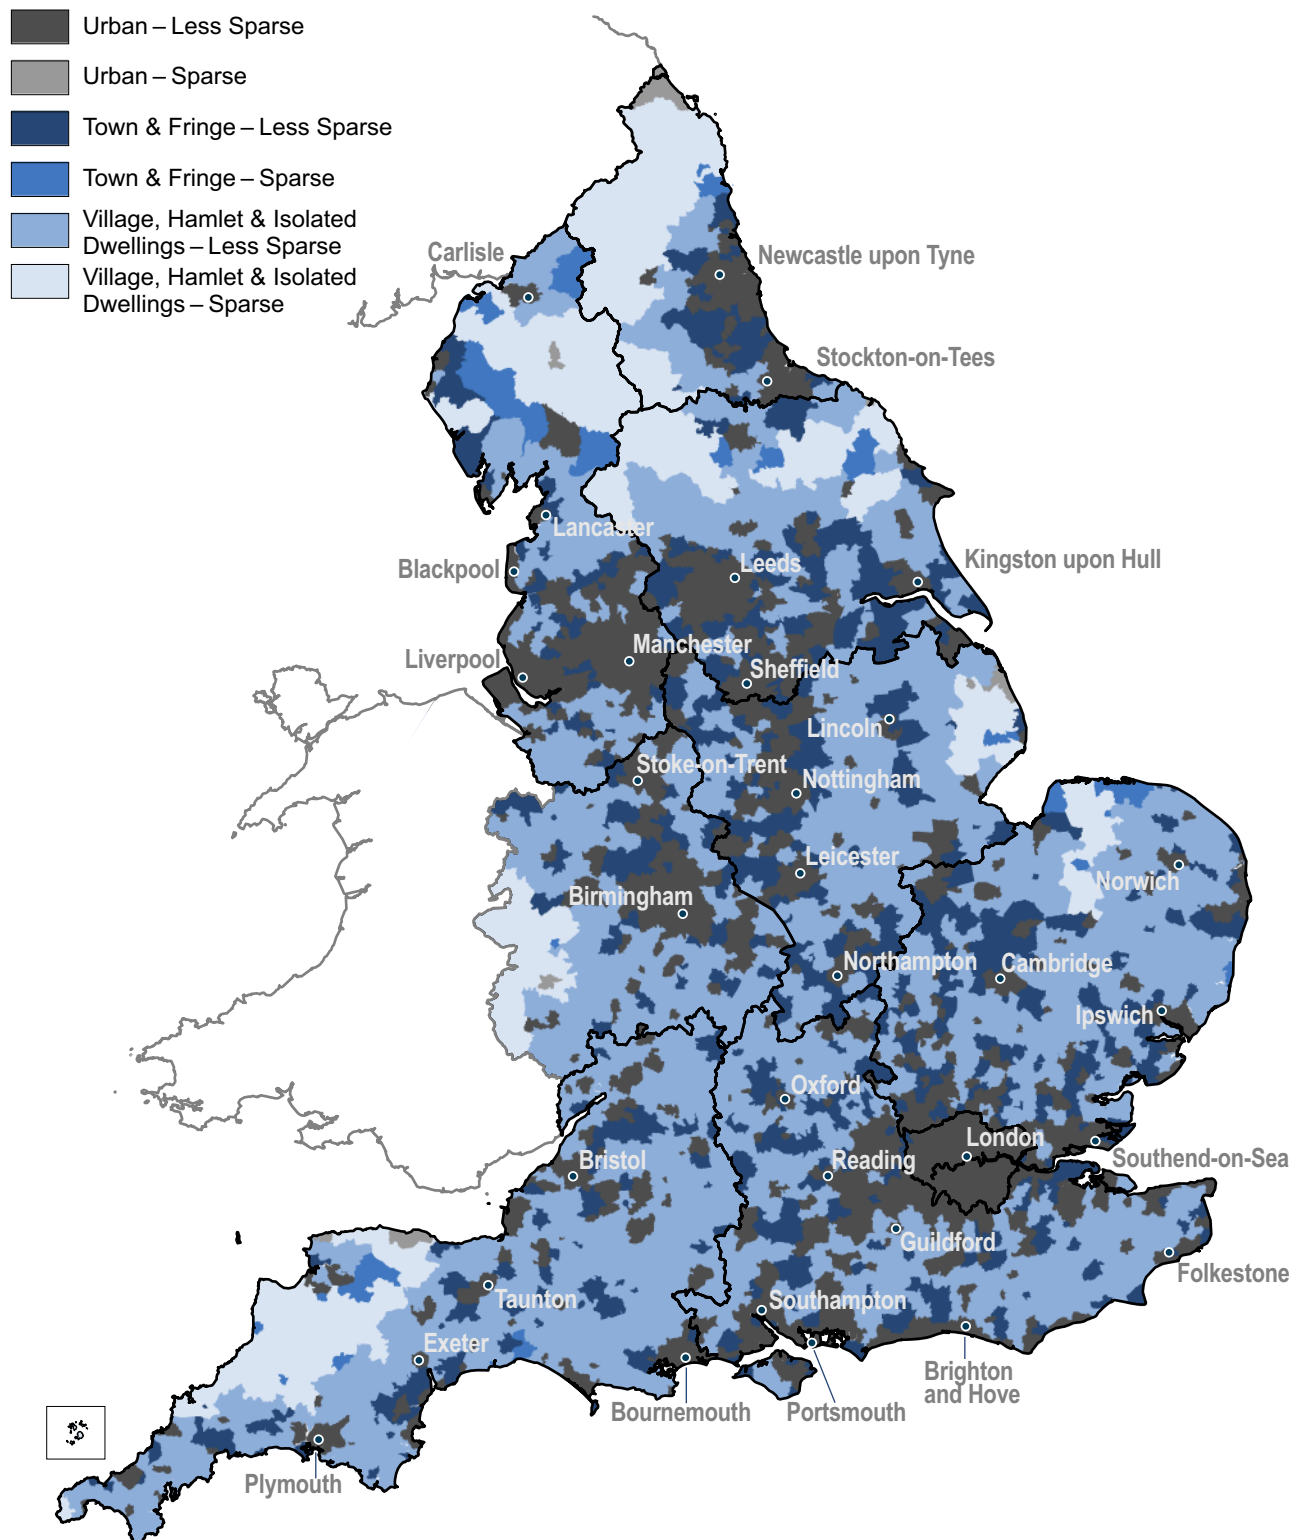 Urban – Less Sparse
Urban – Sparse
Town & Fringe – Less Sparse
Town & Fringe – Sparse
Village, Hamlet & Isolated
Dwellings – Less Sparse
Village, Hamlet & Isolated
Dwellings – Sparse
Carlisle
Newcastle upon Tyne
Stockton-on-Tees
Lancaster
Blackpool
Leeds
Kingston upon Hull
Manchester
Liverpool
Sheffield
Lincoln
Stoke-on-Trent
Nottingham
Leicester
Norwich
Birmingham
Northampton
Cambridge
Ipswich
Oxford
London
Southend-on-Sea
Bristol
Reading
Guildford
Folkestone
Taunton
Southampton
Exeter
Brighton
and Hove
Bournemouth
Portsmouth
Plymouth